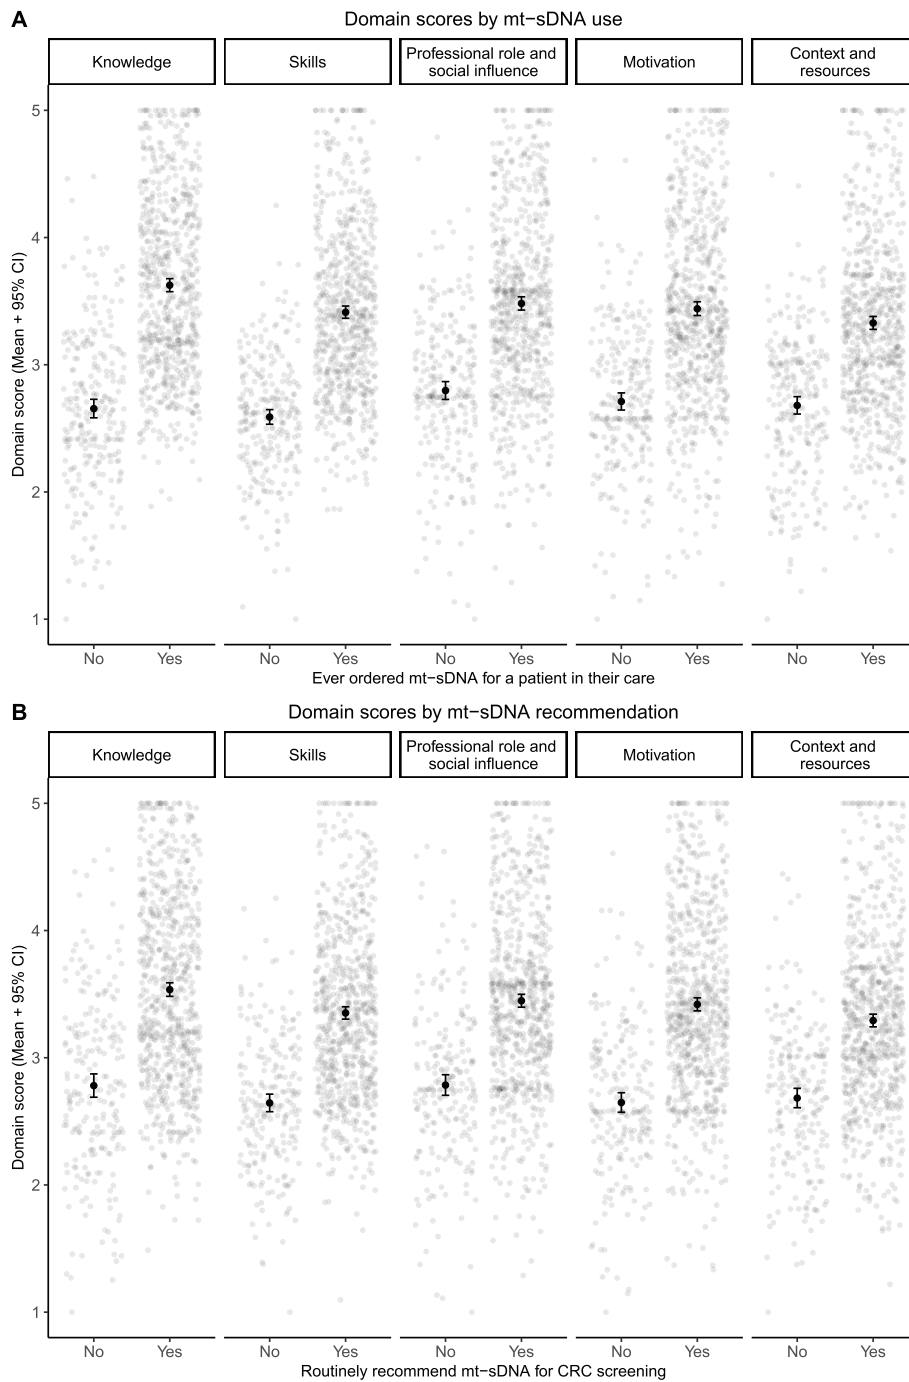 A
Domain scores by mt−sDNA use
Knowledge
Skills
Professional role and
social influence
Motivation
Context and
resources
Domain score (Mean + 95% CI)
5
4
3
2
1
No
Yes
No
Yes
No
Yes
No
Yes
No
Yes
Ever ordered mt−sDNA for a patient in their care
B
Domain scores by mt−sDNA recommendation
Knowledge
Skills
Professional role and
social influence
Motivation
Context and
resources
Domain score (Mean + 95% CI)
5
4
3
2
1
No
Yes
No
Yes
No
Yes
No
Yes
No
Yes
Routinely recommend mt−sDNA for CRC screening